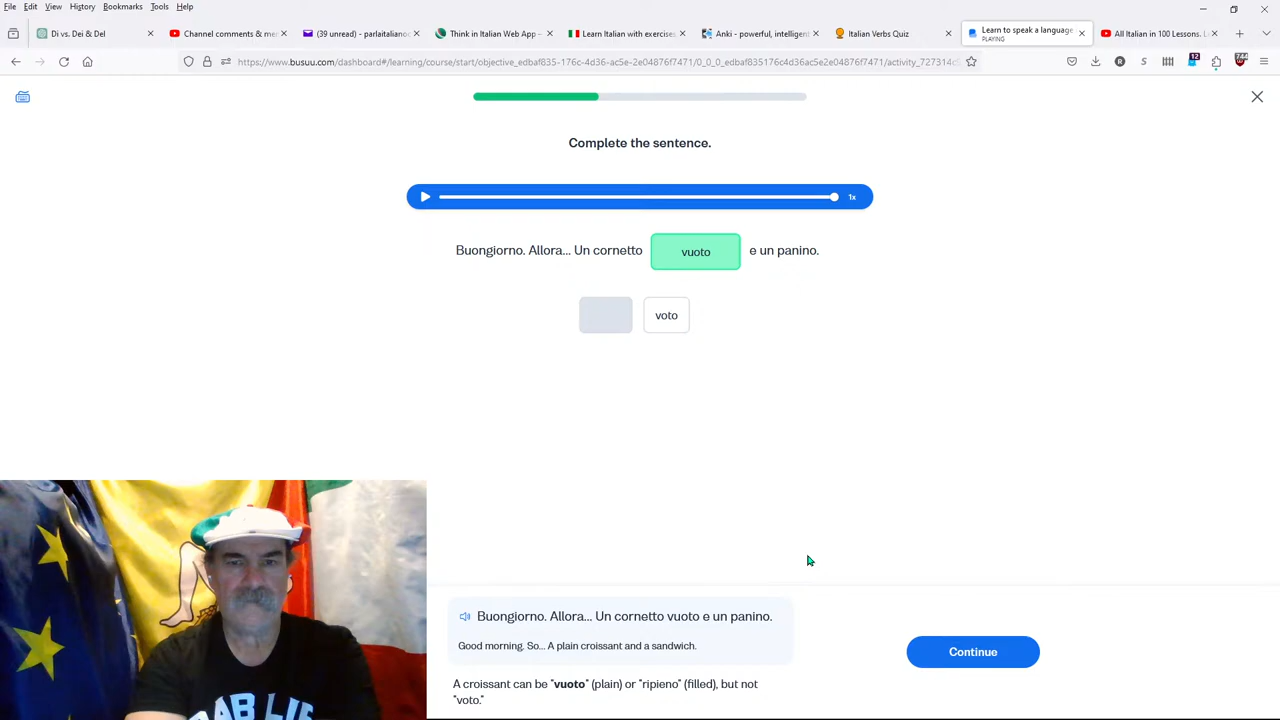 File Edit View History Bookmarks Tools Help
Di vs. Dei & Del
Channel comments & me
(39 unread) - parlaitaliano
Think in Italian Web App –
Learn Italian with exercises.
Anki - powerful, intelligent
Italian Verbs Quiz
Learn to speak a language
PLAYING
All Italian in 100 Lessons.
https://www.busuu.com/dashboard#/learning/course/start/objective_edbaf835-176c-4d36-ac5e-2e04876f7471/0_0_0_edbaf835176c4d36ac5e2e04876f7471/activity_727314c
12
Complete the sentence.
1x
Buongiorno. Allora... Un cornetto vuoto e un panino.
voto
Buongiorno. Allora... Un cornetto vuoto e un panino.
Good morning. So... A plain croissant and a sandwich.
Continue
A croissant can be "vuoto" (plain) or "ripieno" (filled), but not
"voto."